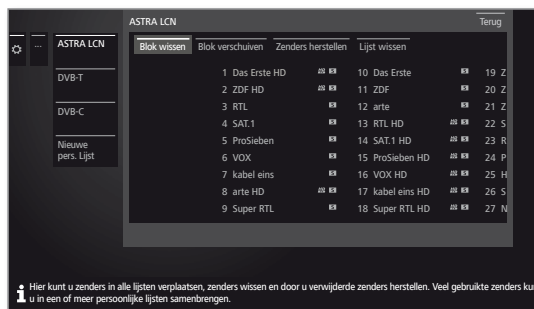 ASTRA LCN
Terug
...
ASTRA LCN
DVB-T
DVB-C
Nieuwe
pers. Lijst
Blok wissen
Blok verschuiven
Zenders herstellen
Lijst wissen
1 Das Erste HD
2 ZDF HD
3 RTL
4 SAT.1
5 ProSieben
6 VOX
7 kabel eins
8 arte HD
9 Super RTL
10 Das Erste
11 ZDF
12 arte
13 RTL HD
14 SAT.1 HD
15 ProSieben HD
16 VOX HD
17 kabel eins HD
18 Super RTL HD
19 Z
20 Z
21 Z
22 S
23 R
24 P
25 H
26 S
27 N
Hier kunt u zenders in alle lijsten verplaatsen, zenders wissen en door u verwijderde zenders herstellen. Veel gebruikte zenders ku
u in een of meer persoonlijke lijsten samenbrengen.